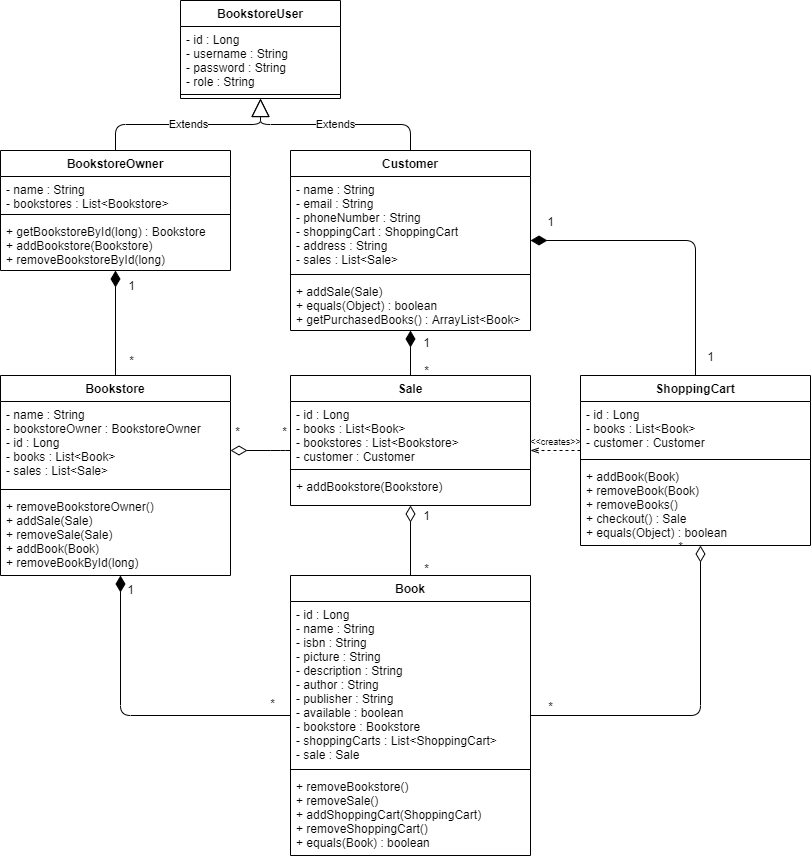 BookstoreUser
- id : Long
- username : String
- password : String
- role : String
Extends
Extends
BookstoreOwner
- name : String
- bookstores : List<Bookstore>
+ getBookstoreById(long) : Bookstore
+ addBookstore(Bookstore)
+ removeBookstoreById(long)
Customer
- name : String
- email : String
- phoneNumber : String
- shoppingCart : ShoppingCart
- address : String
- sales : List<Sale>
+ addSale(Sale)
+ equals(Object) : boolean
+ getPurchasedBooks() : ArrayList<Book>
1
1
1
*
1
*
Bookstore
- name : String
- bookstoreOwner : BookstoreOwner
- id : Long
- books : List<Book>
- sales : List<Sale>
+ removeBookstoreOwner()
+ addSale(Sale)
+ removeSale(Sale)
+ addBook(Book)
+ removeBookById(long)
*
*
Sale
- id : Long
- books : List<Book>
- bookstores : List<Bookstore>
- customer : Customer
+ addBookstore(Bookstore)
<<creates>>
ShoppingCart
- id : Long
- books : List<Book>
- customer : Customer
+ addBook(Book)
+ removeBook(Book)
+ removeBooks()
+ checkout() : Sale
+ equals(Object) : boolean
*
1
*
1
*
*
Book
- id : Long
- name : String
- isbn : String
- picture : String
- description : String
- author : String
- publisher : String
- available : boolean
- bookstore : Bookstore
- shoppingCarts : List<ShoppingCart>
- sale : Sale
+ removeBookstore()
+ removeSale()
+ addShoppingCart(ShoppingCart)
+ removeShoppingCart()
+ equals(Book) : boolean